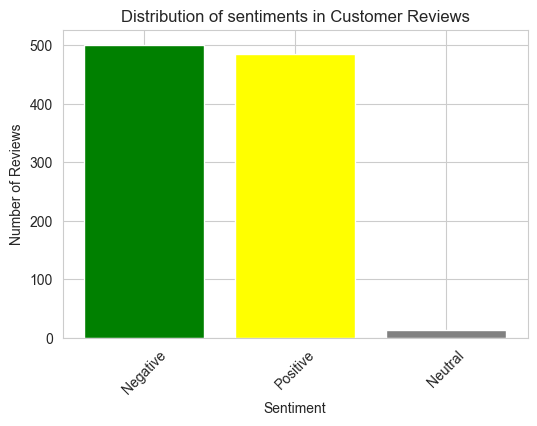 Distribution of sentiments in Customer Reviews
Number of Reviews
500
400
300
200
100
0
Negative
Positive
Neutral
Sentiment